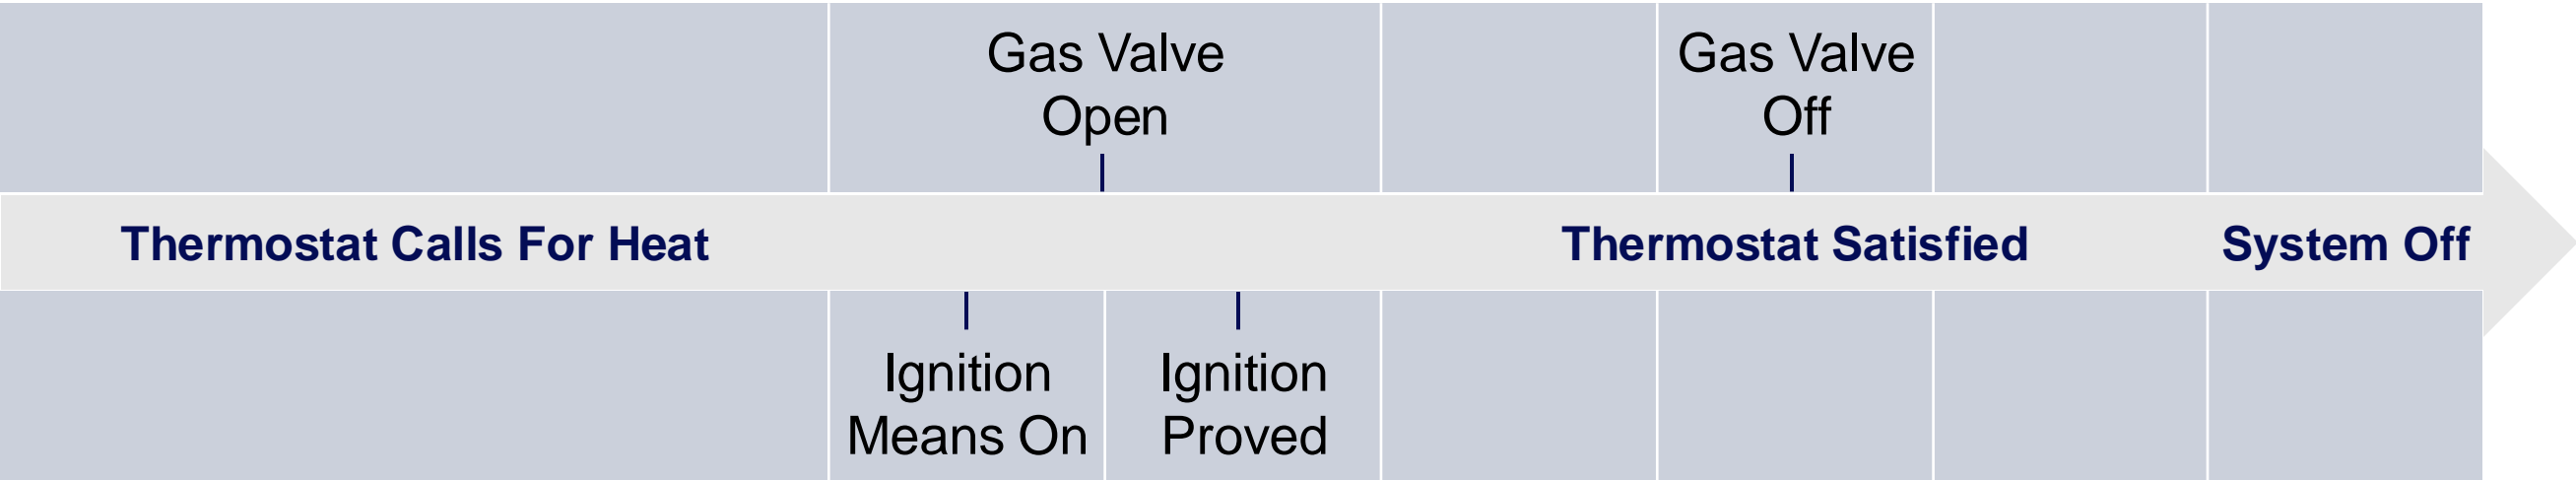 Gas Valve
Open
Gas Valve
Off
Thermostat Calls For Heat
Thermostat Satisfied
System Off
Ignition
Means On
Ignition
Proved